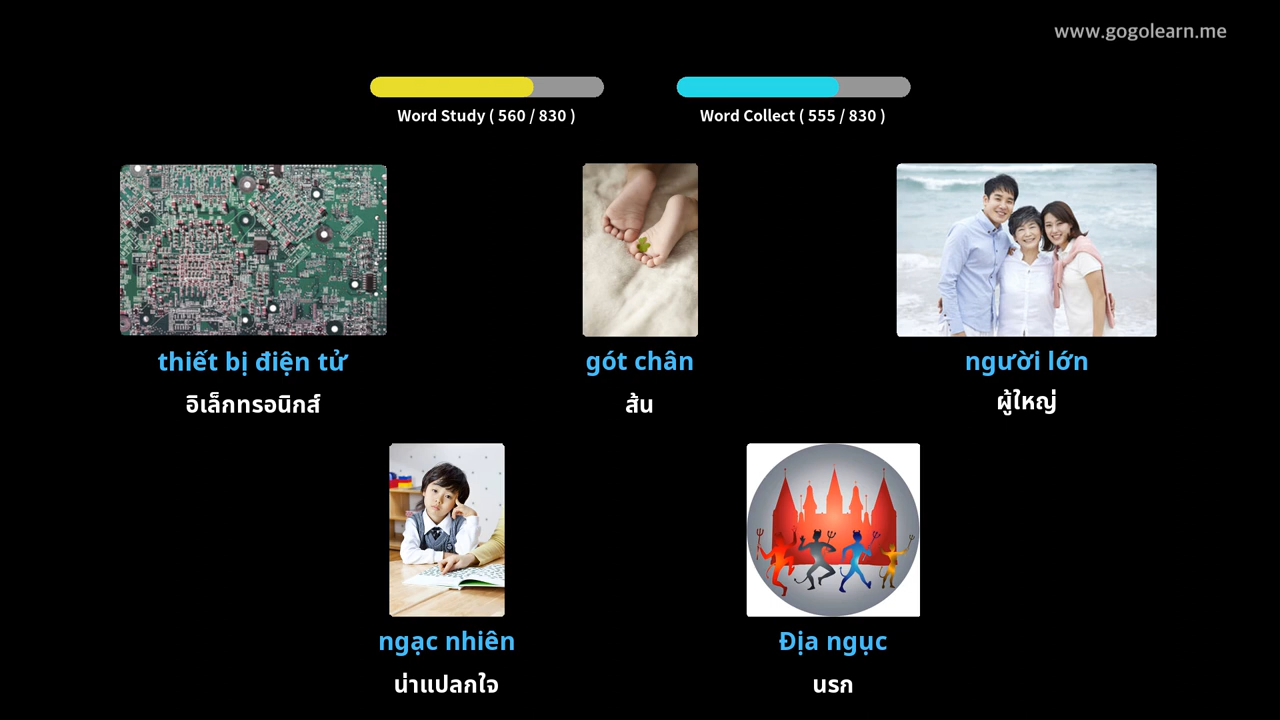 www.gogolearn.me
Word Study ( 560 / 830 )
Word Collect ( 555 / 830 )
thiết bị điện tử
อิเล็กทรอนิกส์
gót chân
ส้น
người lớn
ผู้ใหญ่
ngạc nhiên
น่าแปลกใจ
Địa ngục
นรก